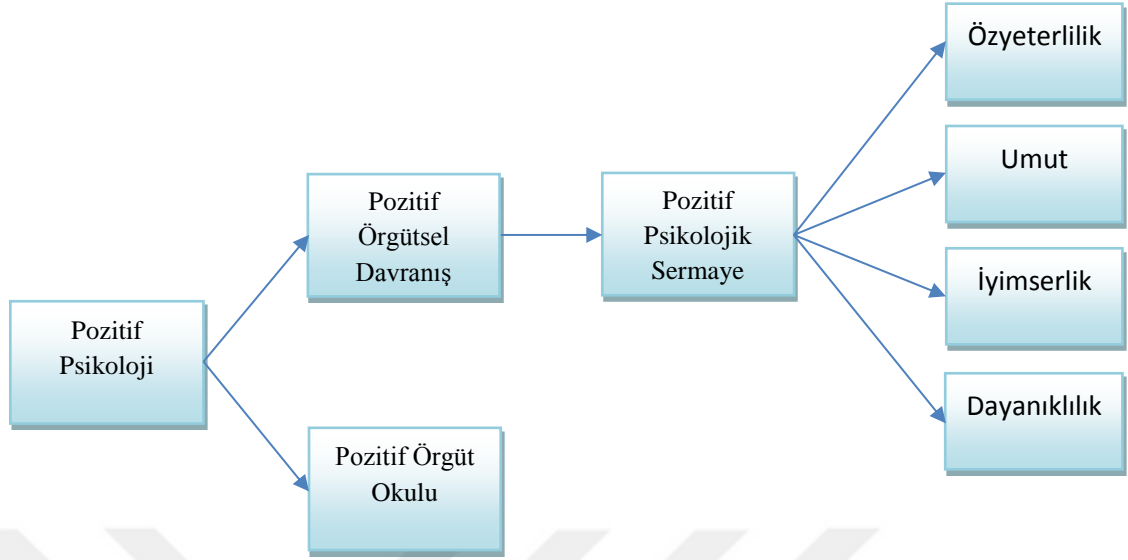 Pozitif
Psikoloji
Pozitif
Örgütsel
Davranış
Pozitif Örgüt
Okulu
Pozitif
Psikolojik
Sermaye
Özyeterlilik
Umut
İyimserlik
Dayanıklılık